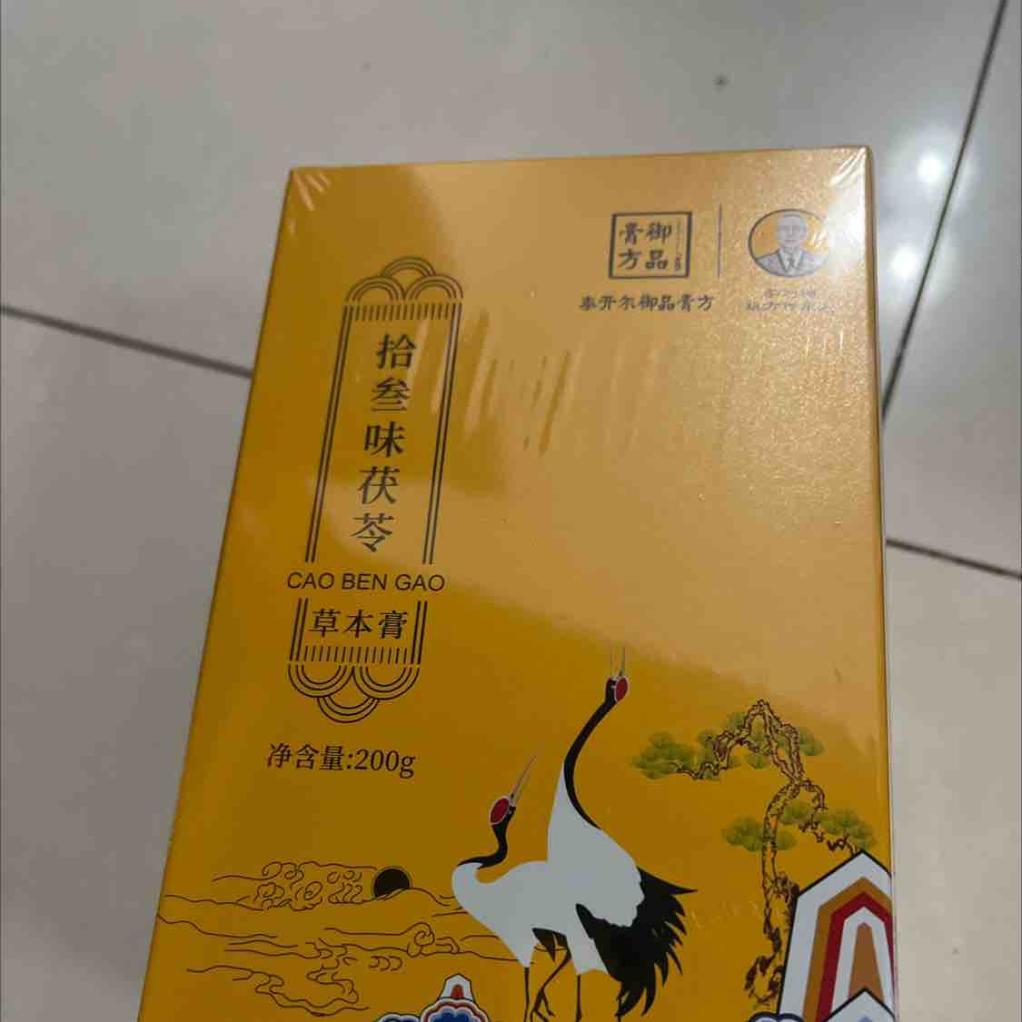 御品膏方
泰开尔御品膏方
拾叁味茯苓
CAO BEN GAO
草本膏
净含量:200g